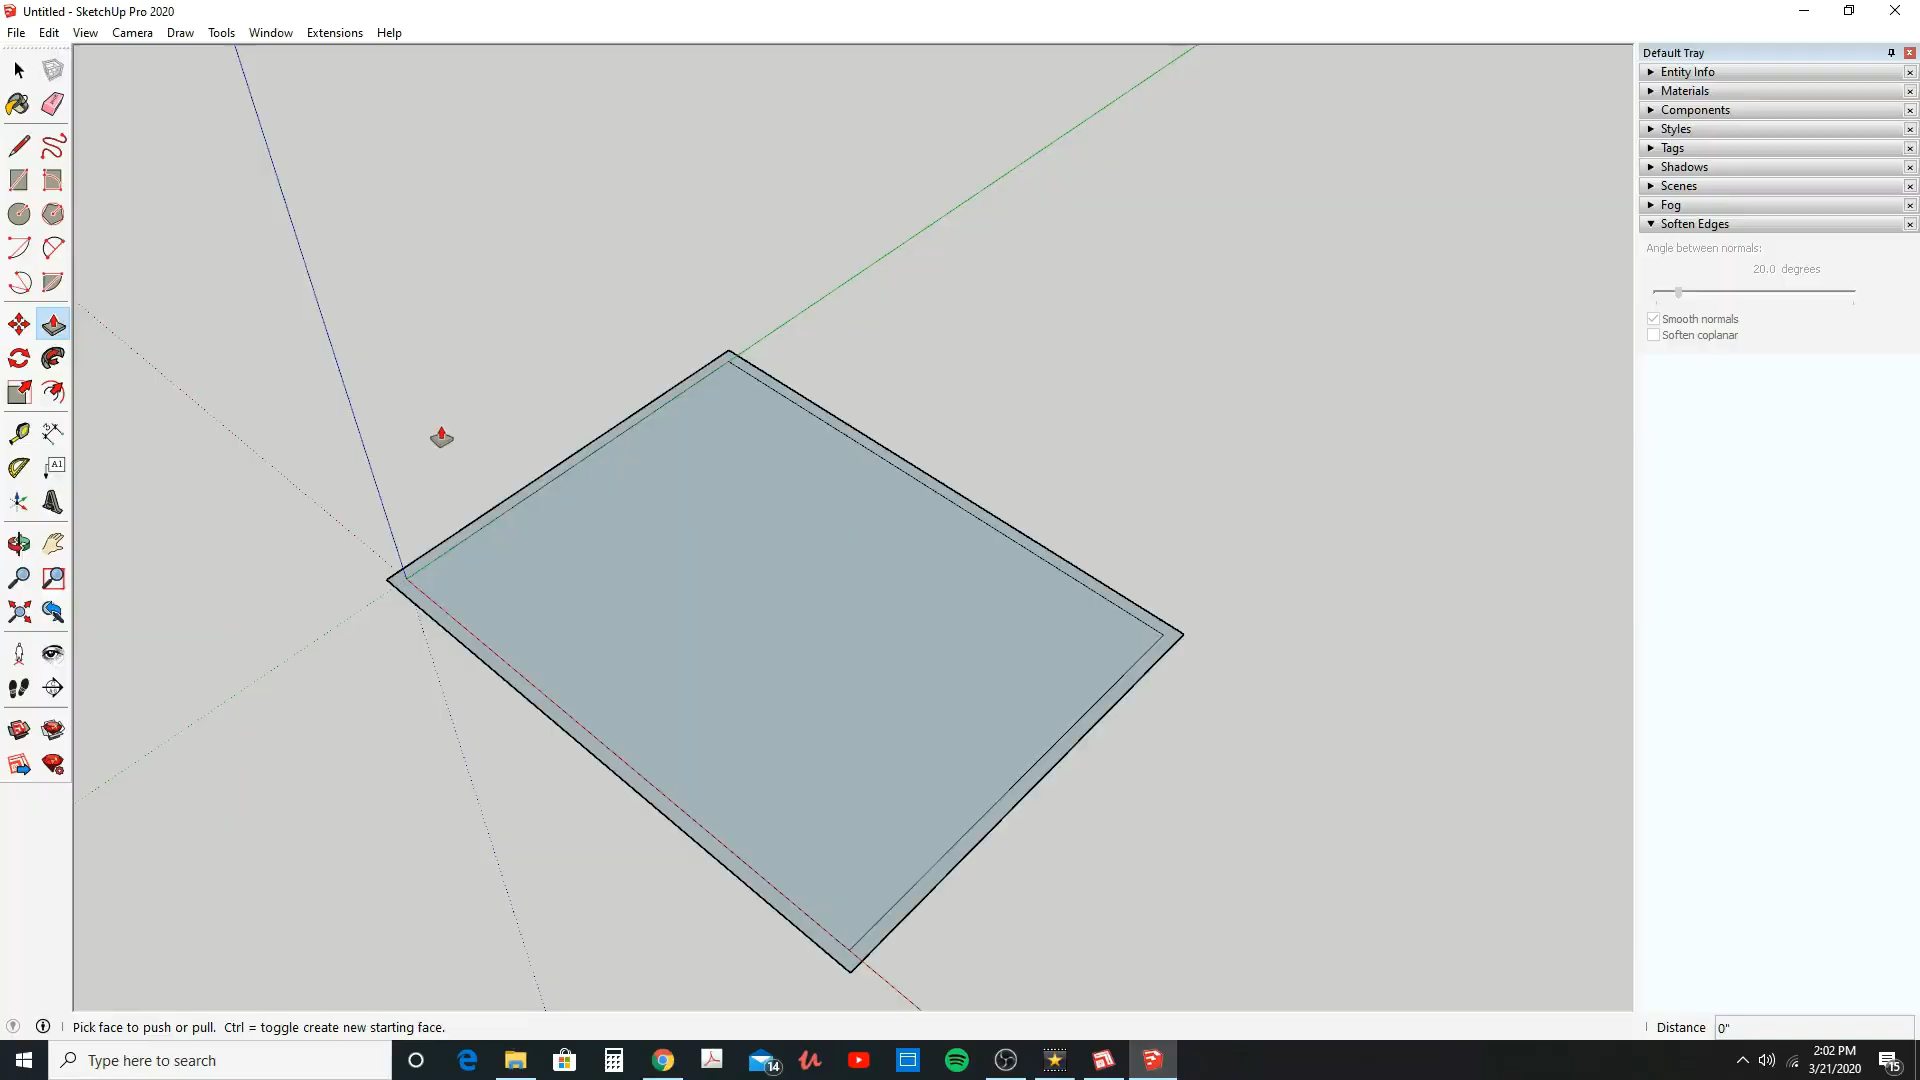 Untitled - SketchUp Pro 2020
File Edit View Camera Draw Tools Window Extensions Help
Default Tray
Entity Info
Materials
Components
Styles
Tags
Shadows
Scenes
Fog
Soften Edges
Angle between normals:
20.0 degrees
Smooth normals
Soften coplanar
A1
Pick face to push or pull. Ctrl = toggle create new starting face.
Distance 0"
Type here to search
14
2:02 PM
3/21/2020
15